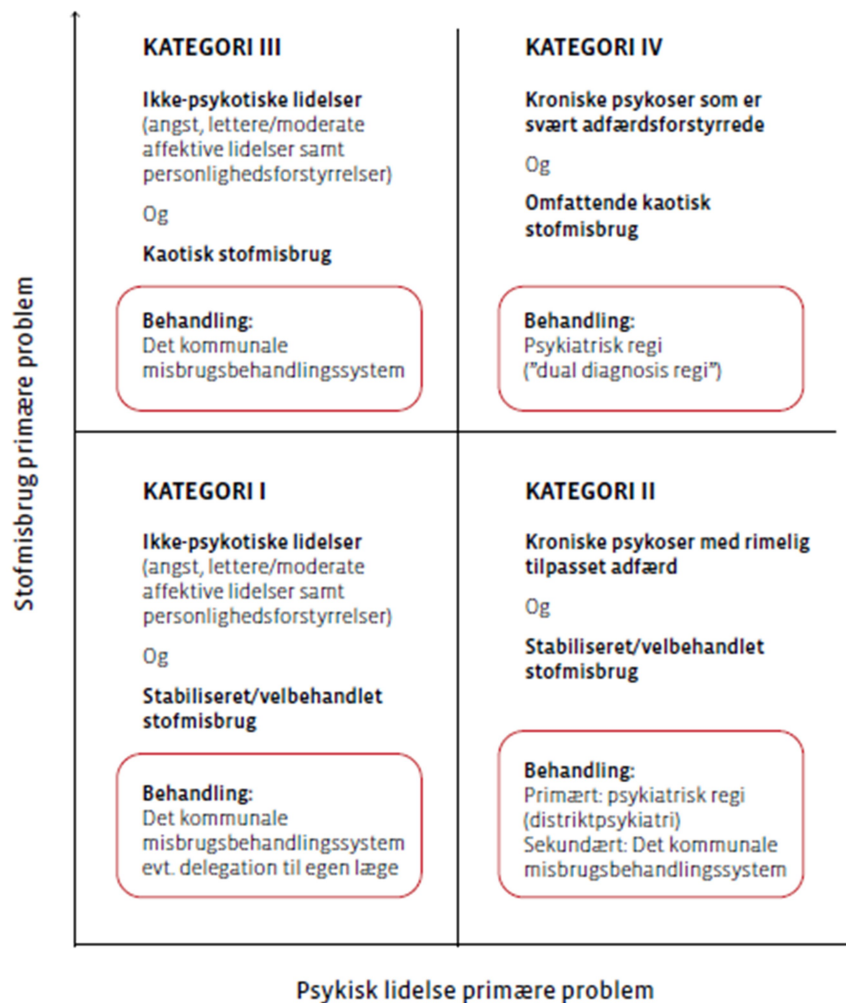 Stofmisbrug primære problem
KATEGORI III
Ikke-psykotiske lidelser
(angst, lettere/moderate
affektive lidelser samt
personlighedsforstyrrelser)
Og
Kaotisk stofmisbrug
Behandling:
Det kommunale
misbrugsbehandlingssystem
KATEGORI IV
Kroniske psykoser som er
svært adfærdsforstyrrede
Og
Omfattende kaotisk
stofmisbrug
Behandling:
Psykiatrisk regi
("dual diagnosis regi")
KATEGORI I
Ikke-psykotiske lidelser
(angst, lettere/moderate
affektive lidelser samt
personlighedsforstyrrelser)
Og
Stabiliseret/velbehandlet
stofmisbrug
Behandling:
Det kommunale
misbrugsbehandlingssystem
evt. delegation til egen læge
KATEGORI II
Kroniske psykoser med rimelig
tilpasset adfærd
Og
Stabiliseret/velbehandlet
stofmisbrug
Behandling:
Primært: psykiatrisk regi
(distriktpsykiatri)
Sekundært: Det kommunale
misbrugsbehandlingssystem
Psykisk lidelse primære problem